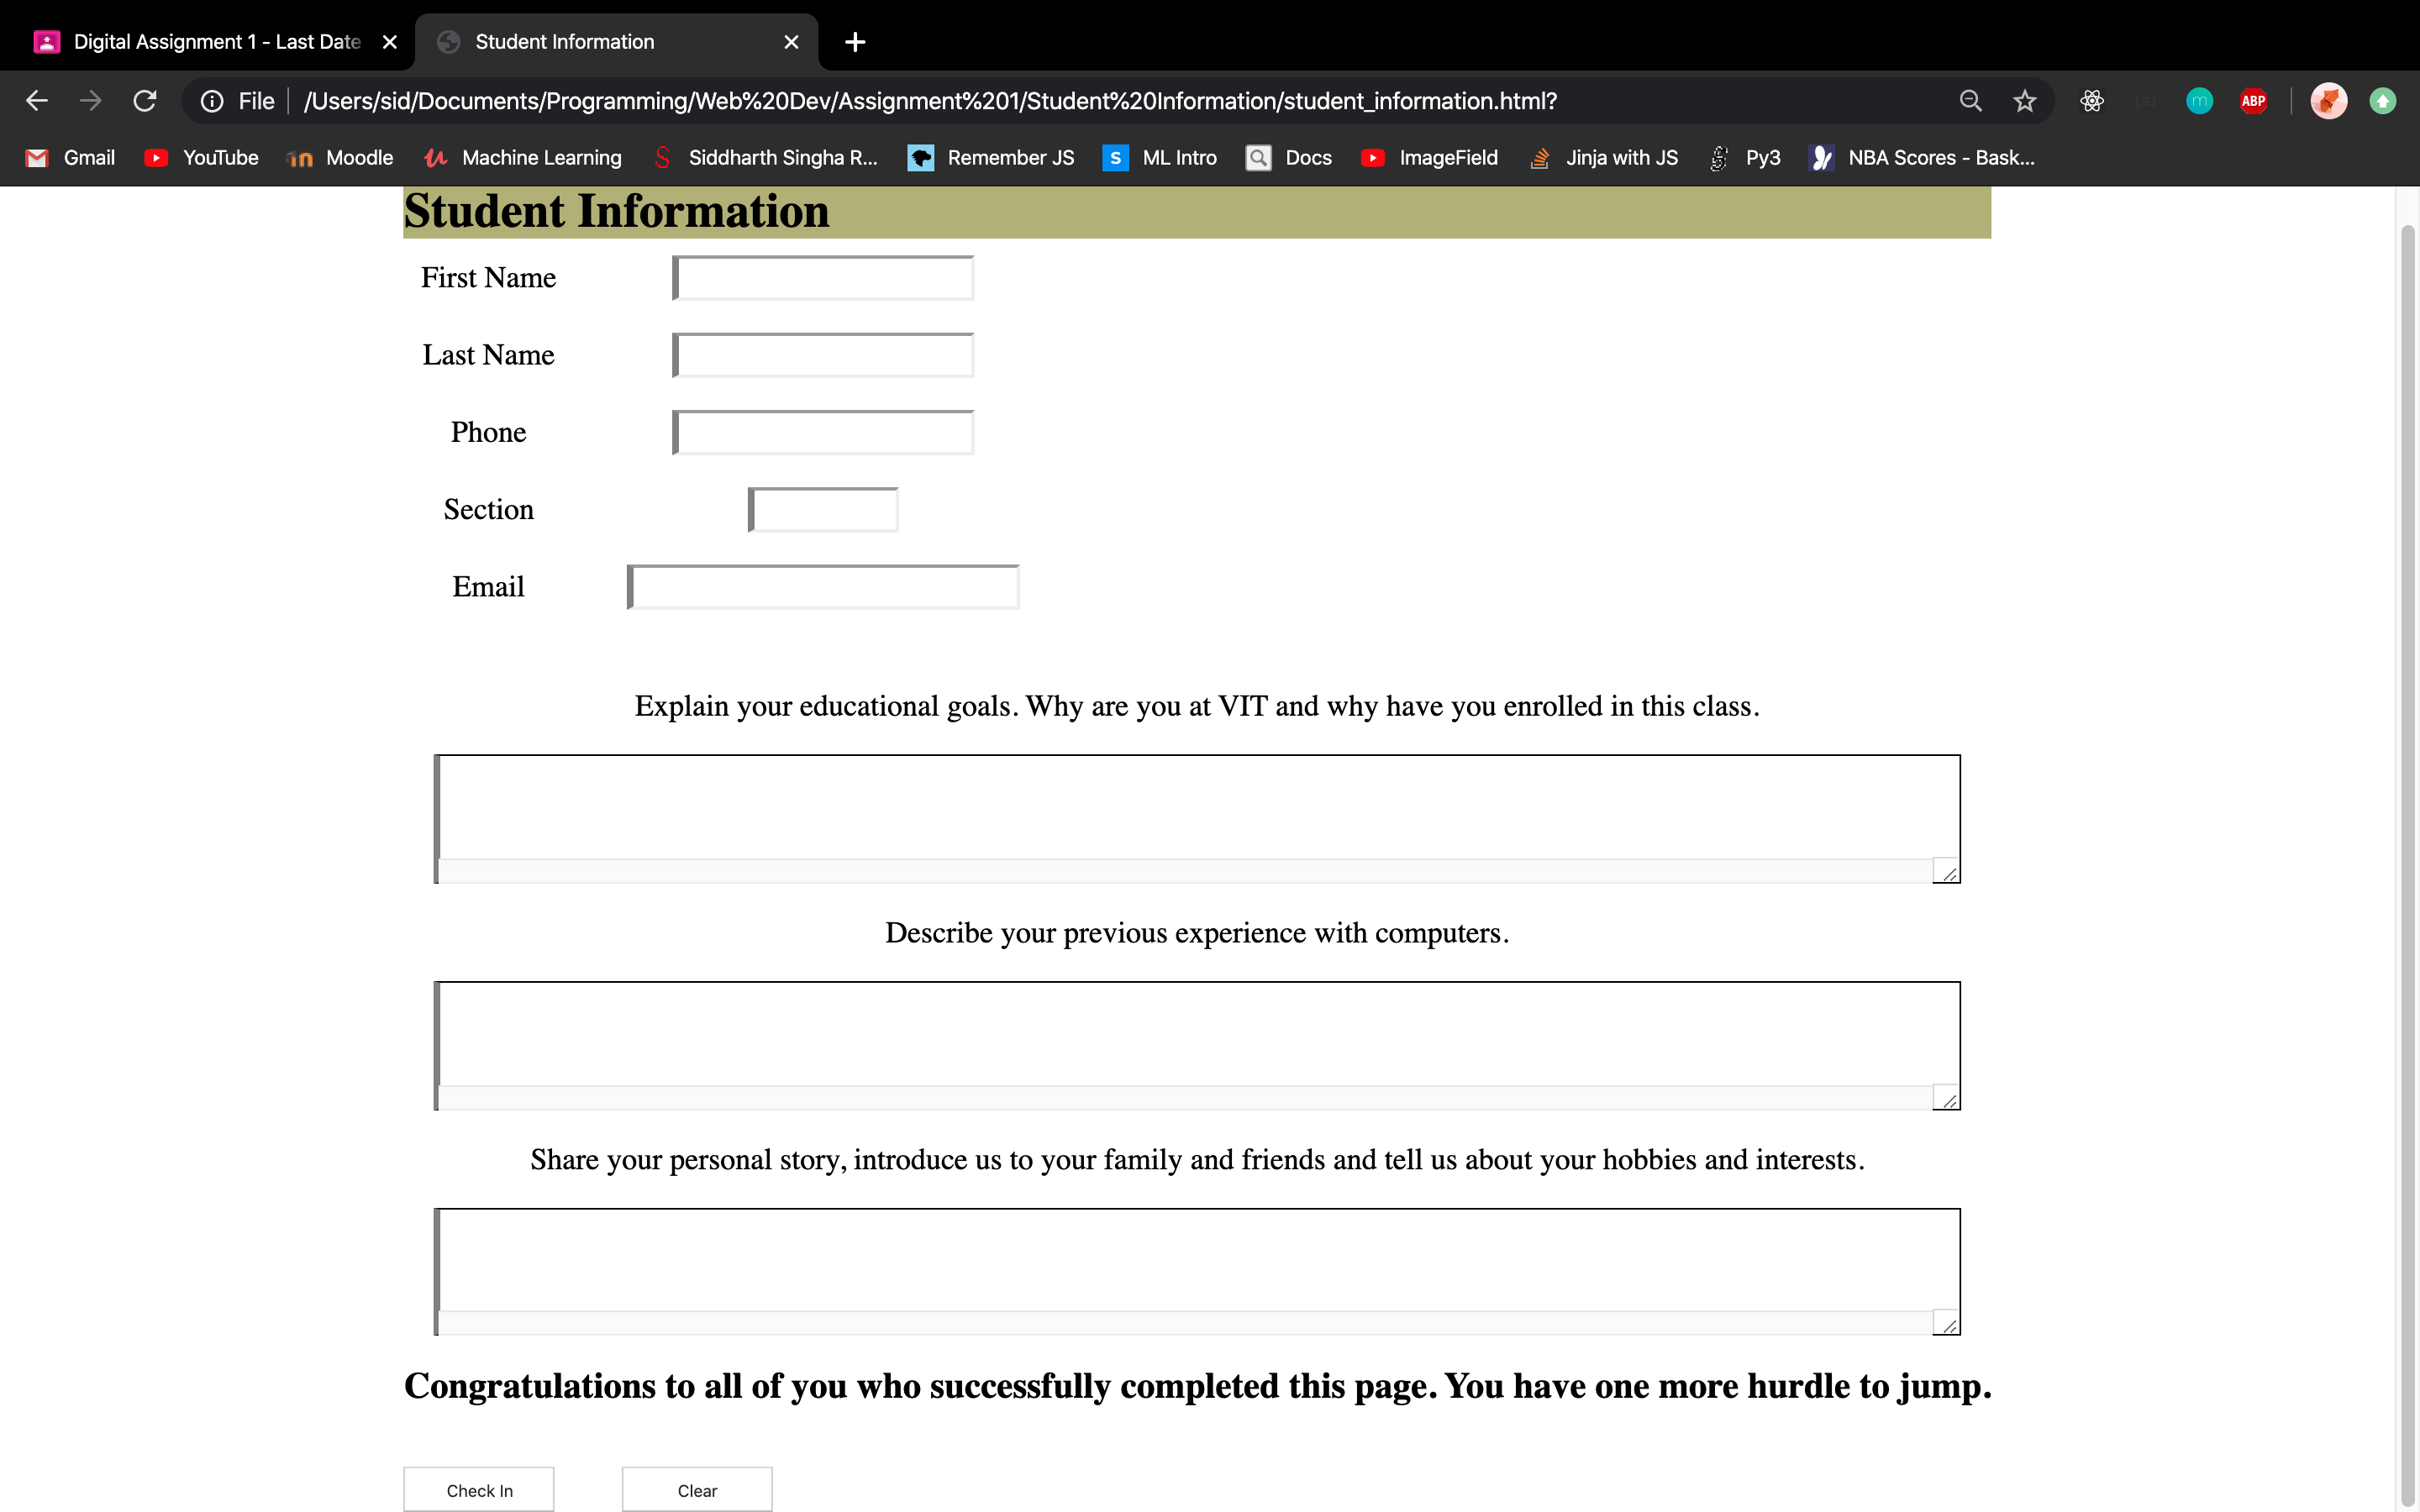 Digital Assignment 1 - Last Date
Student Information
File /Users/sid/Documents/Programming/Web%20Dev/Assignment%201/Student%20Information/student_information.html?
m ABP
Gmail YouTube Moodle Machine Learning Siddharth Singha R... Remember JS S ML Intro Docs ImageField Jinja with JS Py3 NBA Scores - Bask...
Student Information
First Name
Last Name
Phone
Section
Email
Explain your educational goals. Why are you at VIT and why have you enrolled in this class.
Describe your previous experience with computers.
Share your personal story, introduce us to your family and friends and tell us about your hobbies and interests.
Congratulations to all of you who successfully completed this page. You have one more hurdle to jump.
Check In Clear